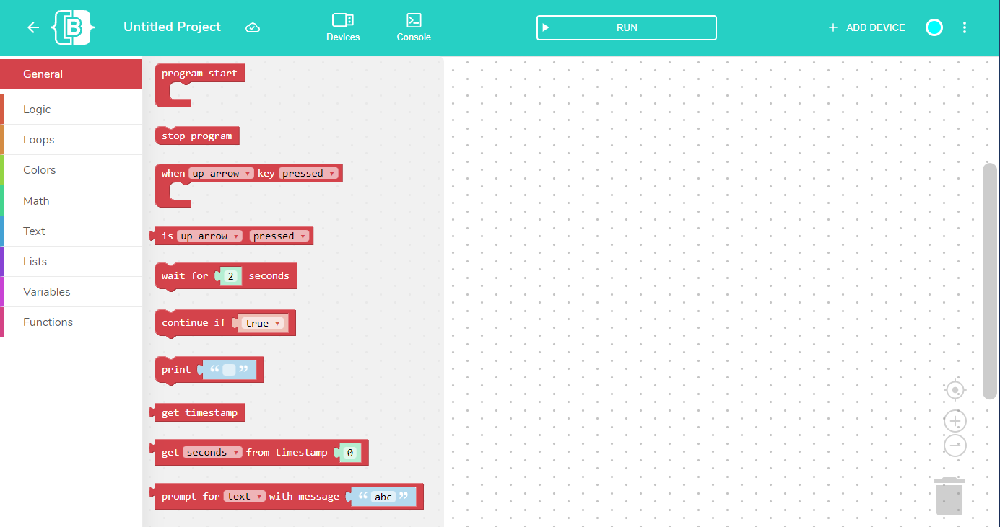 B
Untitled Project
Devices
Console
RUN
+ ADD DEVICE
General
Logic
Loops
Colors
Math
Text
Lists
Variables
Functions
program start
stop program
when up arrow key pressed
is up arrow pressed
wait for 2 seconds
continue if true
print “ ”
get timestamp
get seconds from timestamp 0
prompt for text with message “ abc ”